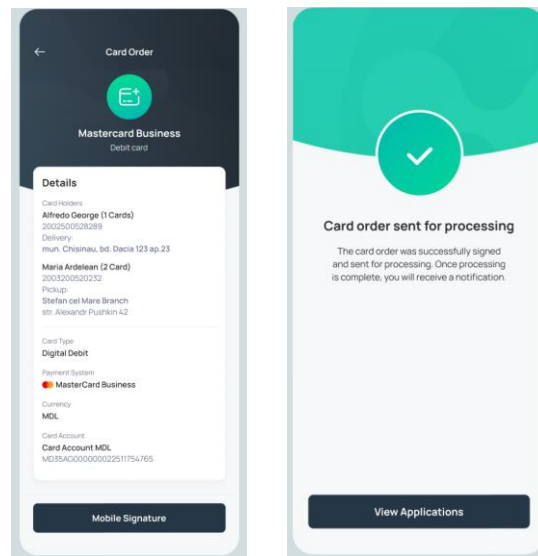 Card Order
Mastercard Business
Debit card
Details
Card Holders
Alfredo George (1 Cards)
2002500528289
Delivery:
mun. Chisinau, bd. Dacia 123 ap.23
Maria Ardelean (2 Card)
2003200520232
Pickup:
Stefan cel Mare Branch
str. Alexandr Pushkin 42
Card Type
Digital Debit
Payment System
MasterCard Business
Currency
MDL
Card Account
Card Account MDL
MD35AG000000022511754765
Mobile Signature
Card order sent for processing
The card order was successfully signed
and sent for processing. Once processing
is complete, you will receive a notification.
View Applications